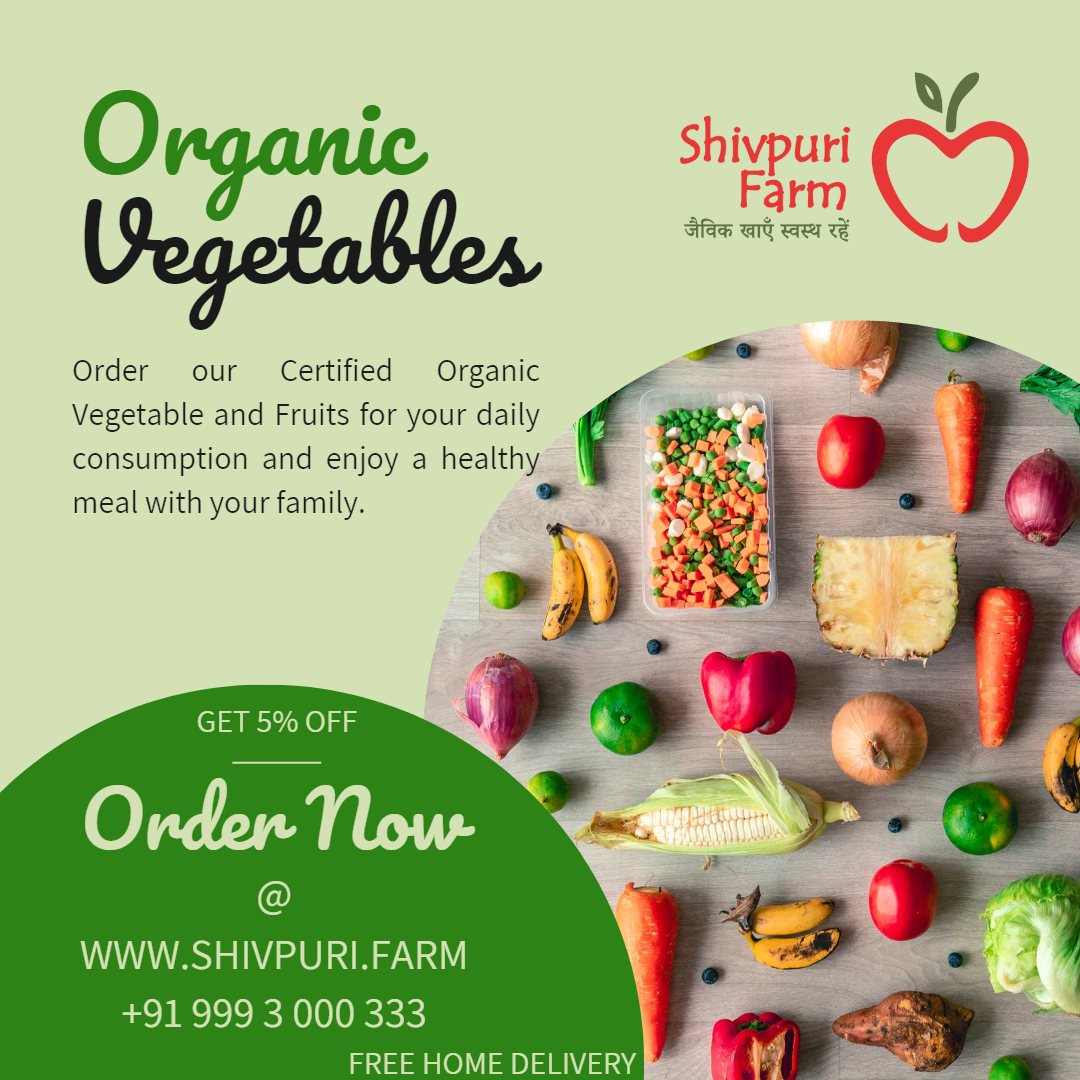 Organic
Vegetables
Shivpuri
Farm
जैविक खाएँ स्वस्थ रहें
Order our Certified Organic
Vegetable and Fruits for your daily
consumption and enjoy a healthy
meal with your family.
GET 5% OFF
Order Now
@
WWW.SHIVPURI.FARM
+91 999 3 000 333
FREE HOME DELIVERY